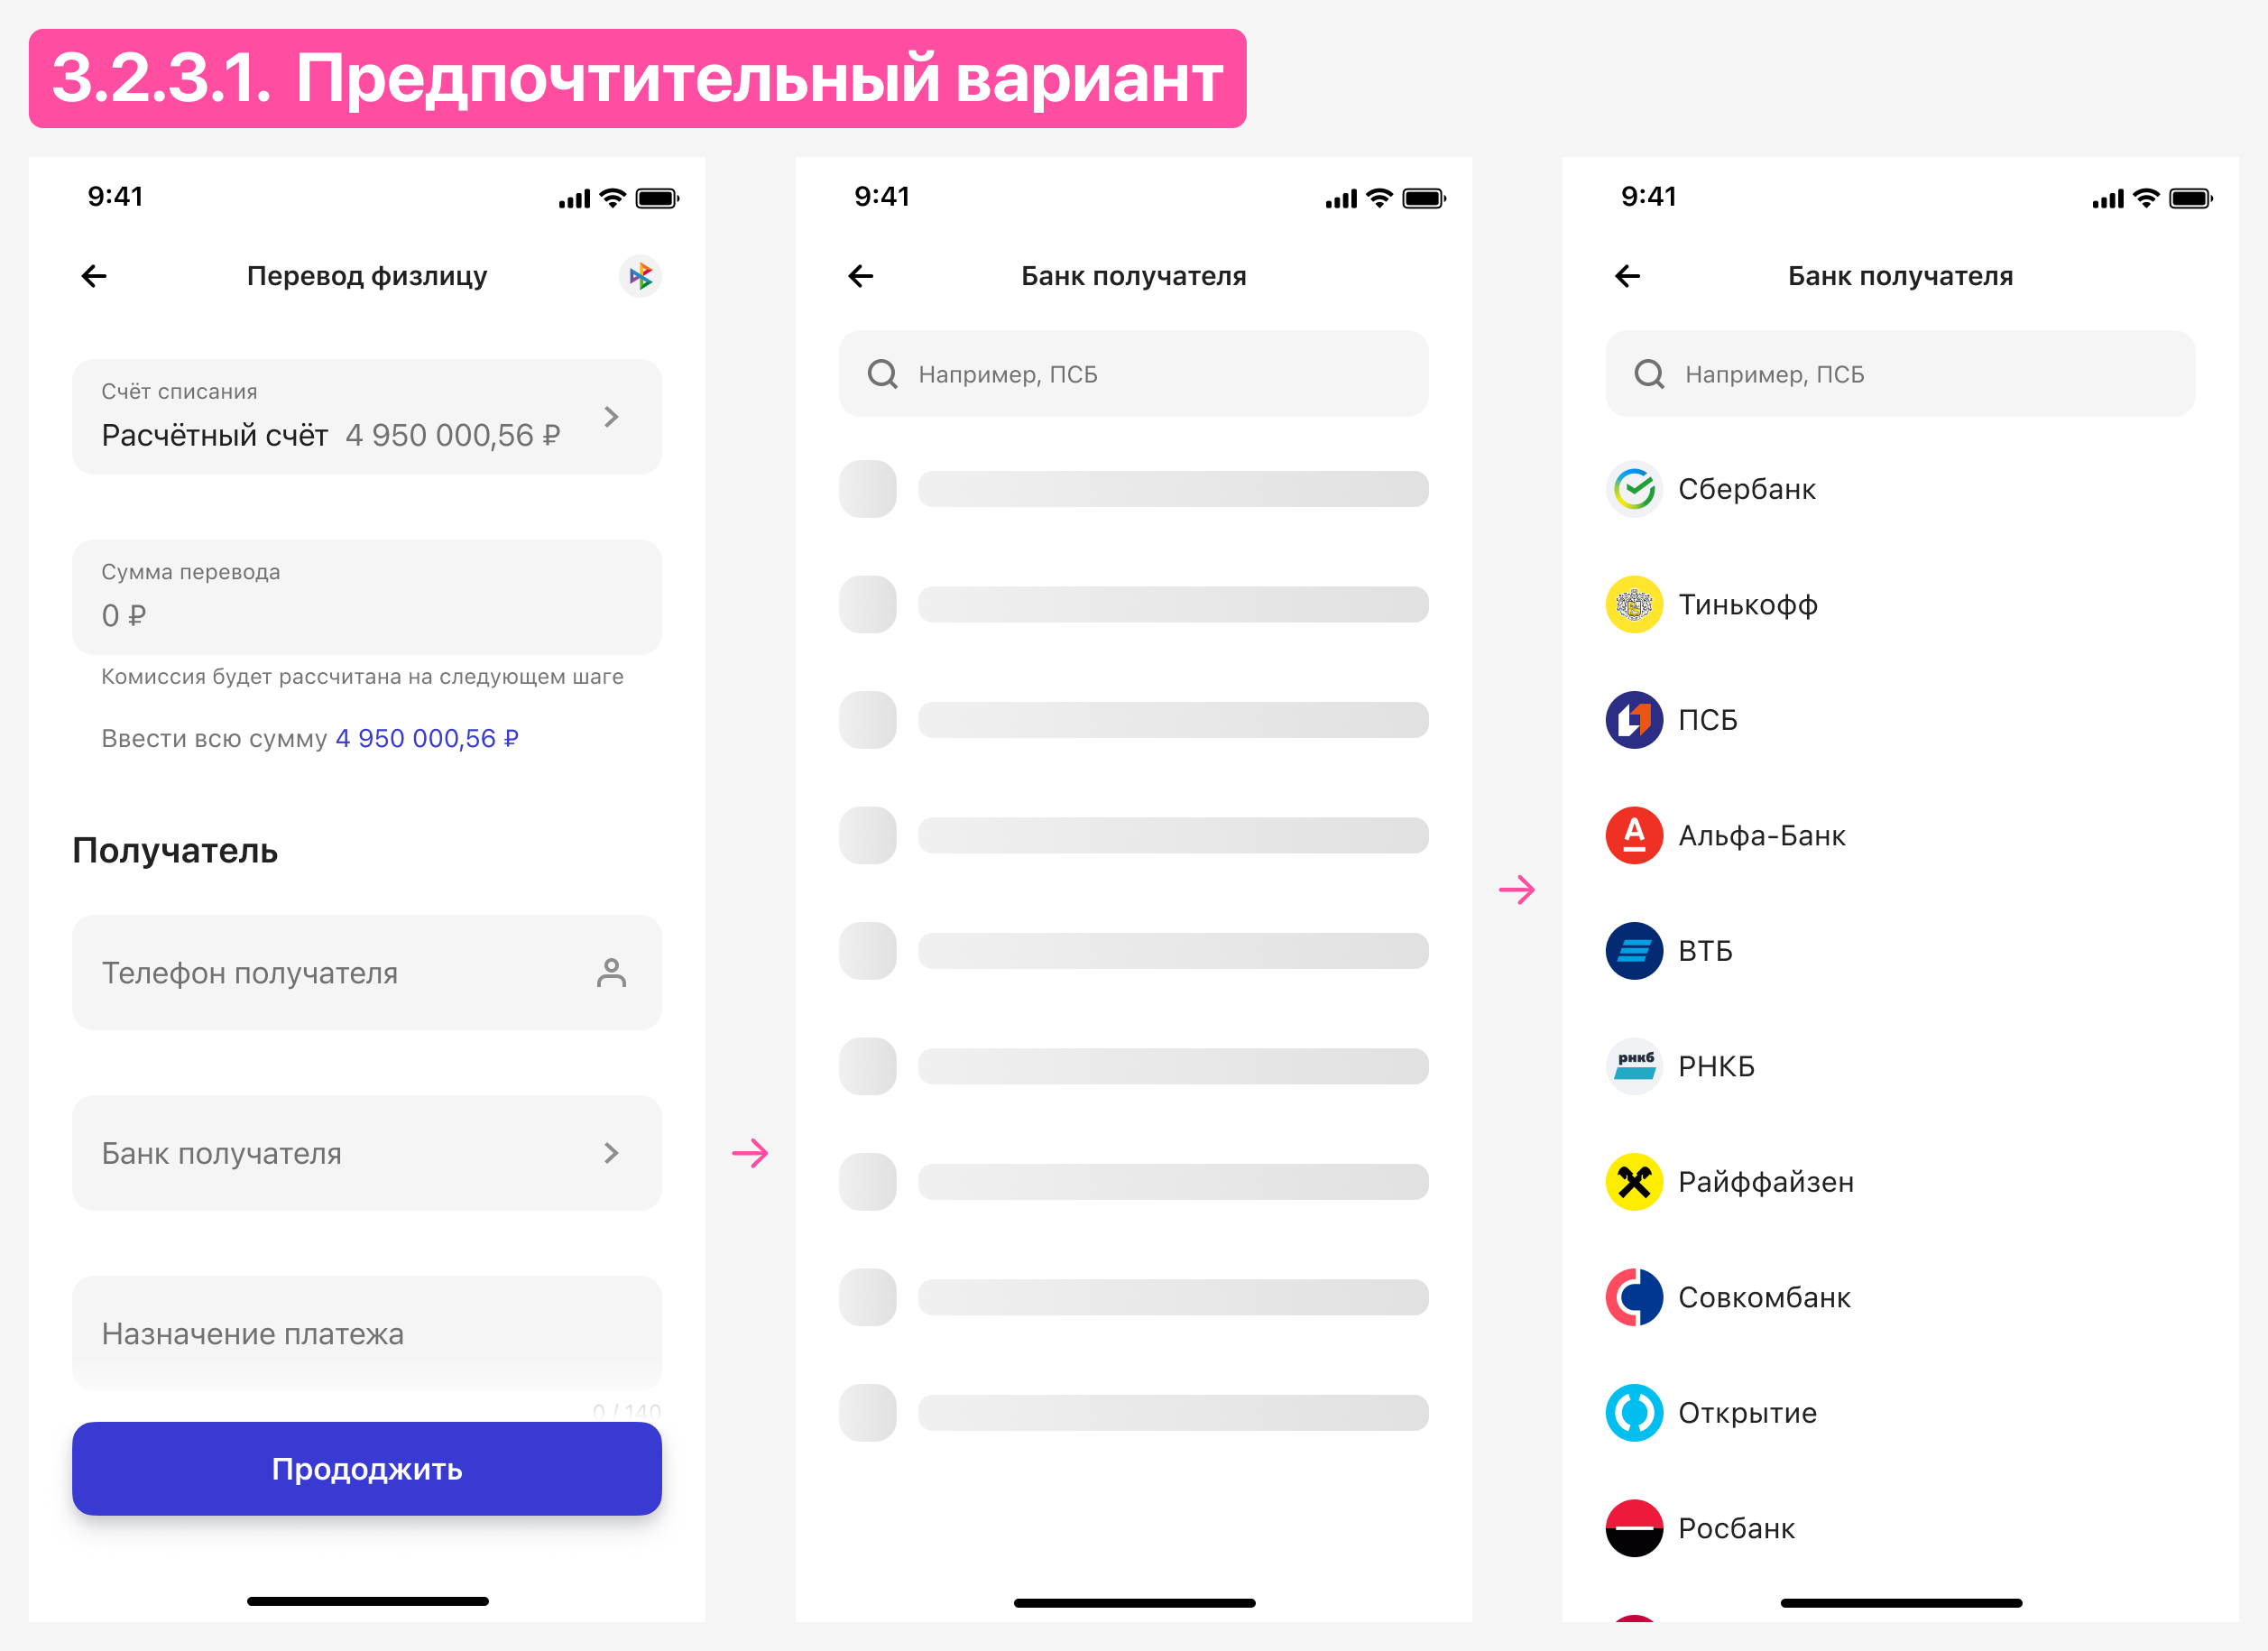 3.2.3.1. Предпочтительный вариант
9:41
Перевод физлицу
Счёт списания
Расчётный счёт 4 950 000,56 ₽
Сумма перевода
0 ₽
Комиссия будет рассчитана на следующем шаге
Ввести всю сумму 4 950 000,56 ₽
Получатель
Телефон получателя
Банк получателя
Назначение платежа
0 / 140
Прододжить
9:41
Банк получателя
Например, ПСБ
9:41
Банк получателя
Например, ПСБ
Сбербанк
Тинькофф
ПСБ
Альфа-Банк
ВТБ
рнкб
РНКБ
Райффайзен
Совкомбанк
Открытие
Росбанк